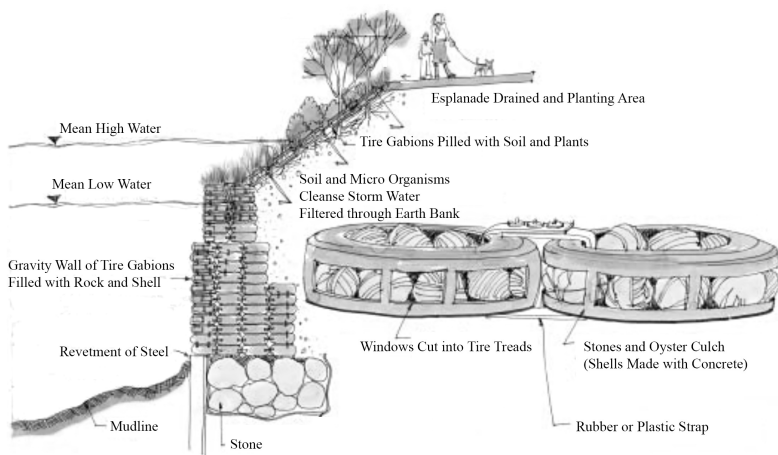 Esplanade Drained and Planting Area
Mean High Water
Tire Gabions Pilled with Soil and Plants
Mean Low Water
Soil and Micro Organisms
Cleanse Storm Water
Filtered through Earth Bank
Gravity Wall of Tire Gabions
Filled with Rock and Shell
Windows Cut into Tire Treads
Stones and Oyster Culch
(Shells Made with Concrete)
Revetment of Steel
Mudline
Rubber or Plastic Strap
Stone